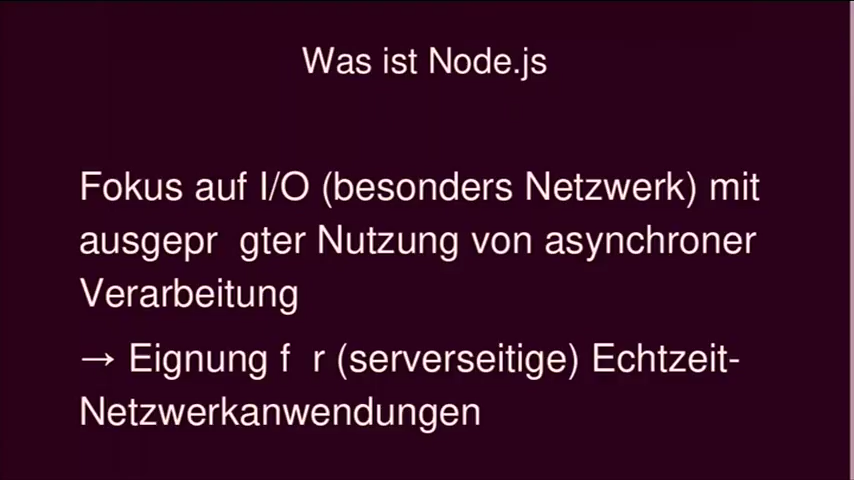 Was ist Node.js
Fokus auf I/O (besonders Netzwerk) mit
ausgepr  gter Nutzung von asynchroner
Verarbeitung
→ Eignung f  r (serverseitige) Echtzeit-
Netzwerkanwendungen